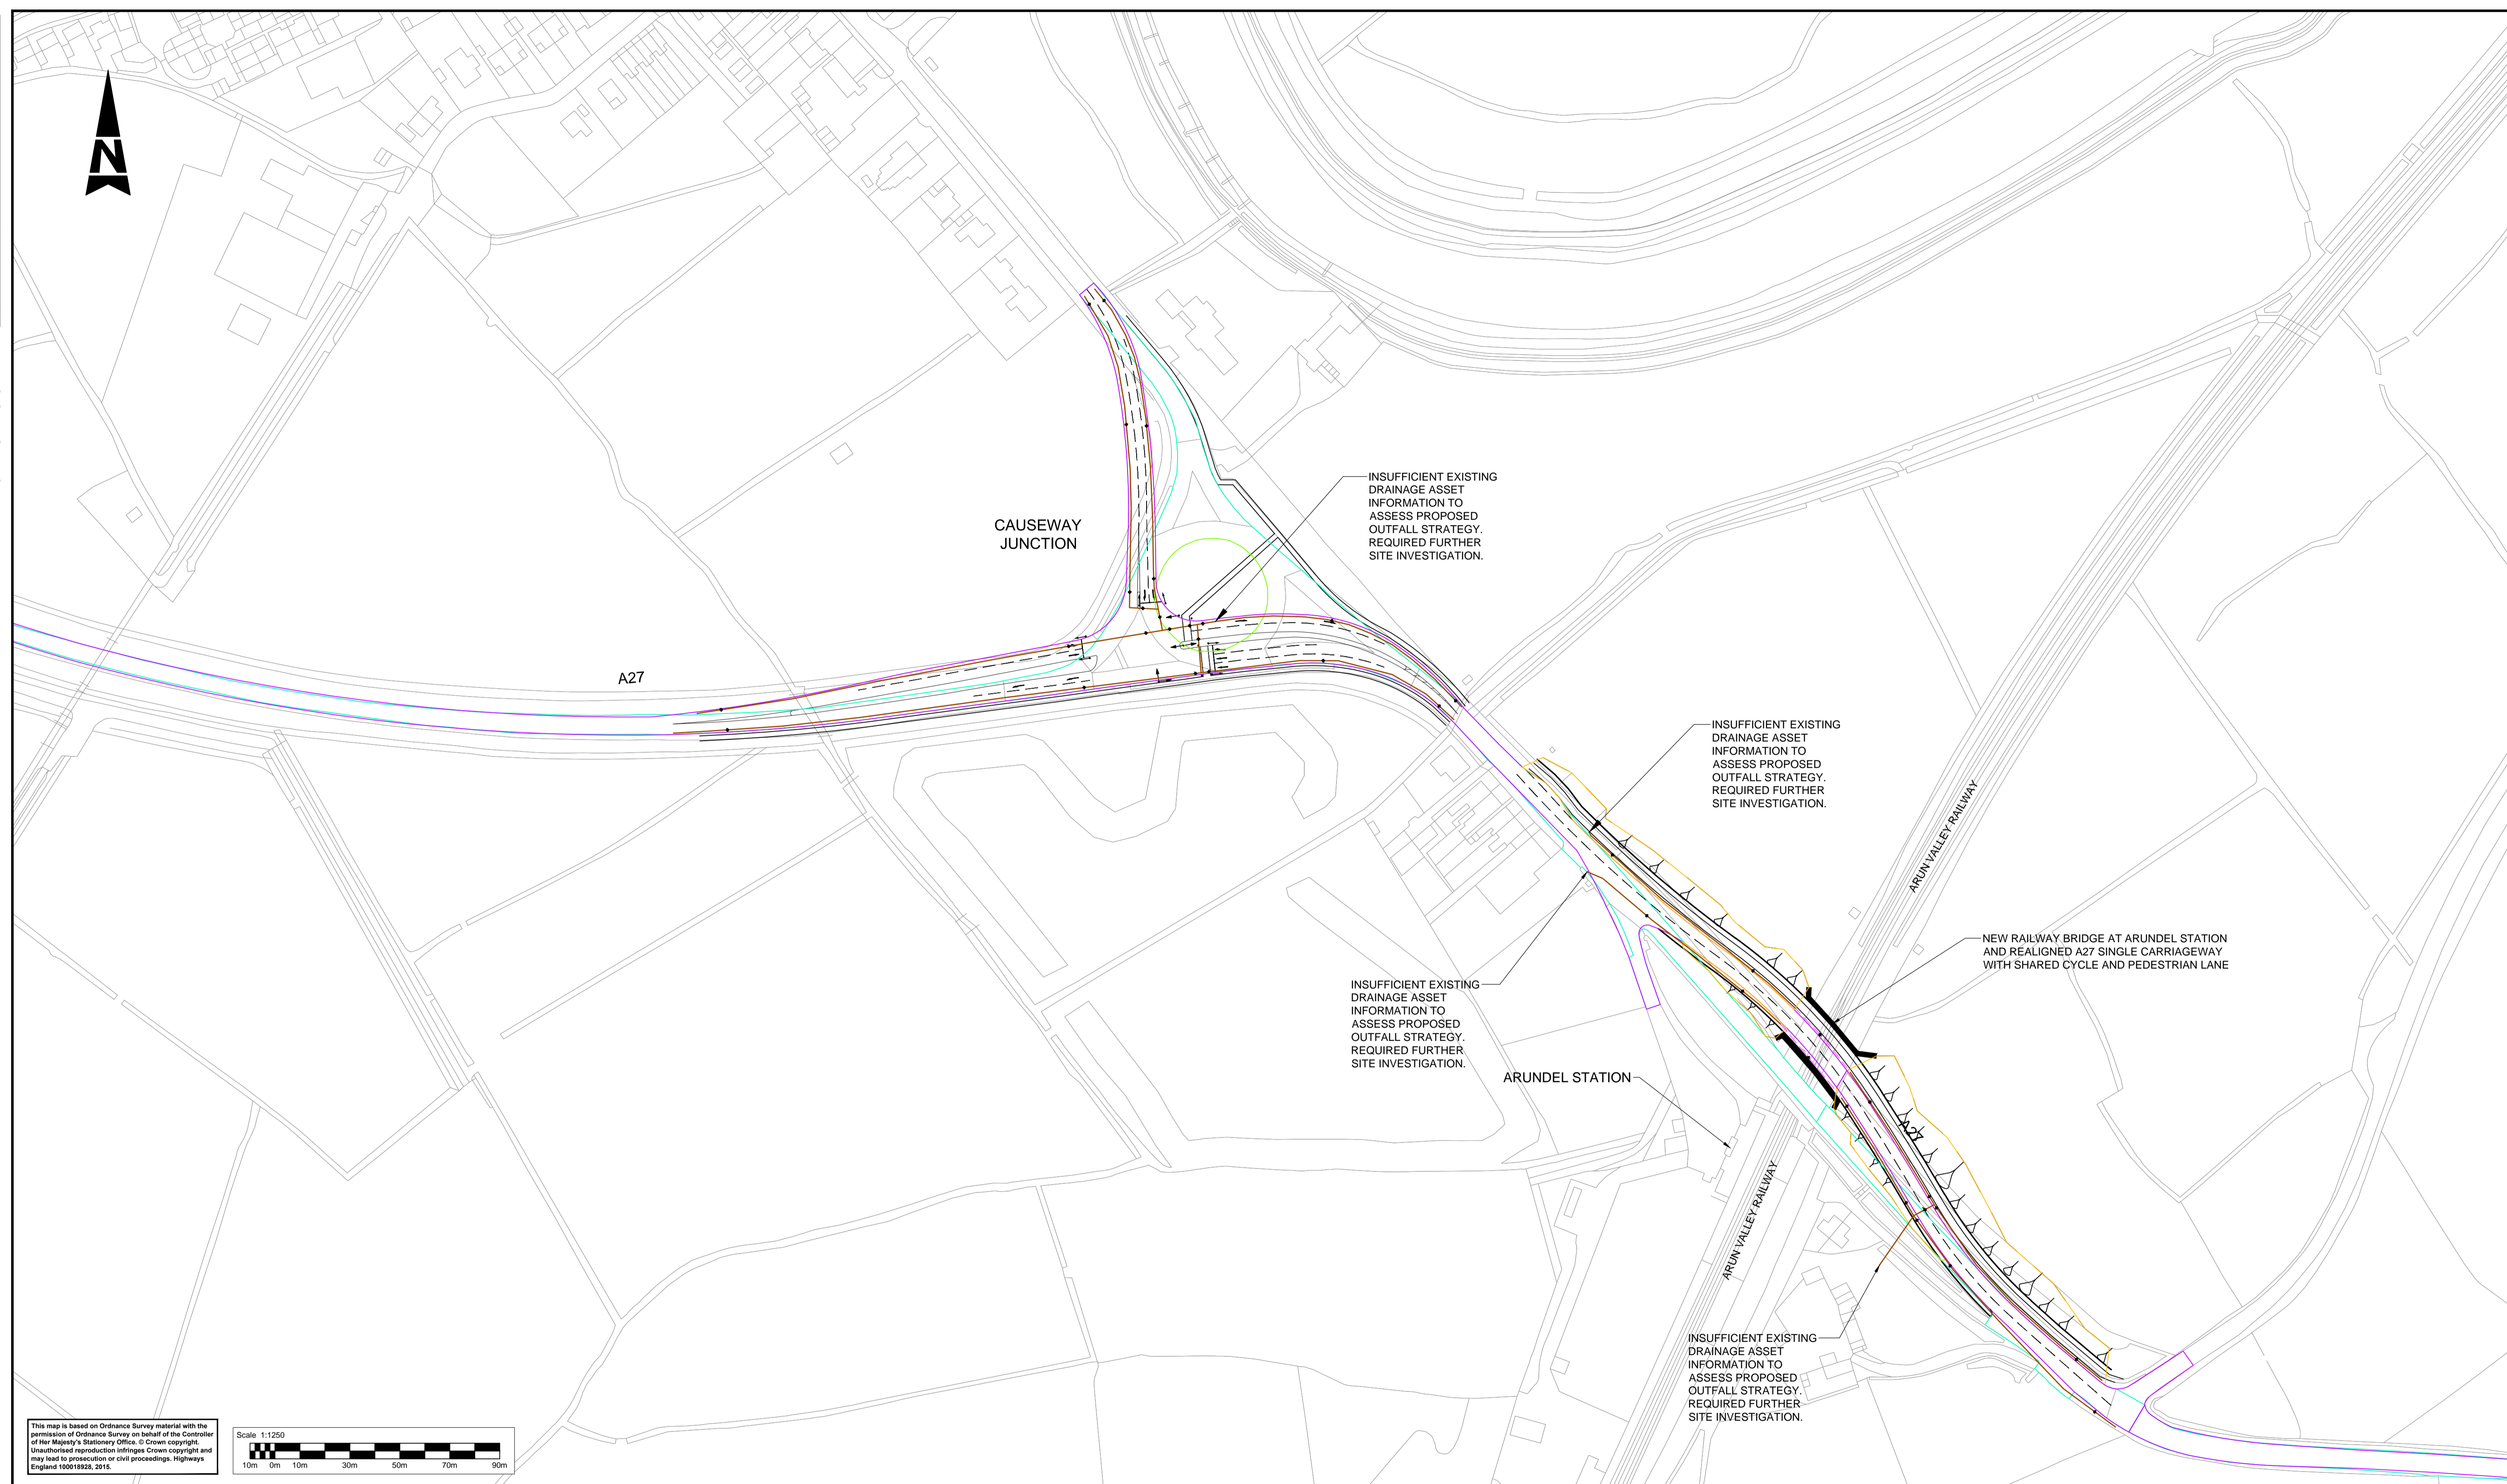 N
INSUFFICIENT EXISTING
DRAINAGE ASSET
INFORMATION TO
ASSESS PROPOSED
OUTFALL STRATEGY.
REQUIRED FURTHER
SITE INVESTIGATION.
CAUSEWAY
JUNCTION
A27
INSUFFICIENT EXISTING
DRAINAGE ASSET
INFORMATION TO
ASSESS PROPOSED
OUTFALL STRATEGY.
REQUIRED FURTHER
SITE INVESTIGATION.
ARUN VALLEY RAILWAY
NEW RAILWAY BRIDGE AT ARUNDEL STATION
AND REALIGNED A27 SINGLE CARRIAGEWAY
WITH SHARED CYCLE AND PEDESTRIAN LANE
INSUFFICIENT EXISTING
DRAINAGE ASSET
INFORMATION TO
ASSESS PROPOSED
OUTFALL STRATEGY.
REQUIRED FURTHER
SITE INVESTIGATION.
ARUNDEL STATION
A27
ARUN VALLEY RAILWAY
INSUFFICIENT EXISTING
DRAINAGE ASSET
INFORMATION TO
ASSESS PROPOSED
OUTFALL STRATEGY.
REQUIRED FURTHER
SITE INVESTIGATION.
This map is based on Ordnance Survey material with the
permission of Ordnance Survey on behalf of the Controller
of Her Majesty's Stationery Office. © Crown copyright.
Unauthorised reproduction infringes Crown copyright and
may lead to prosecution or civil proceedings. Highways
England 100018928, 2015.
Scale 1:1250
10m 0m 10m 30m 50m 70m 90m